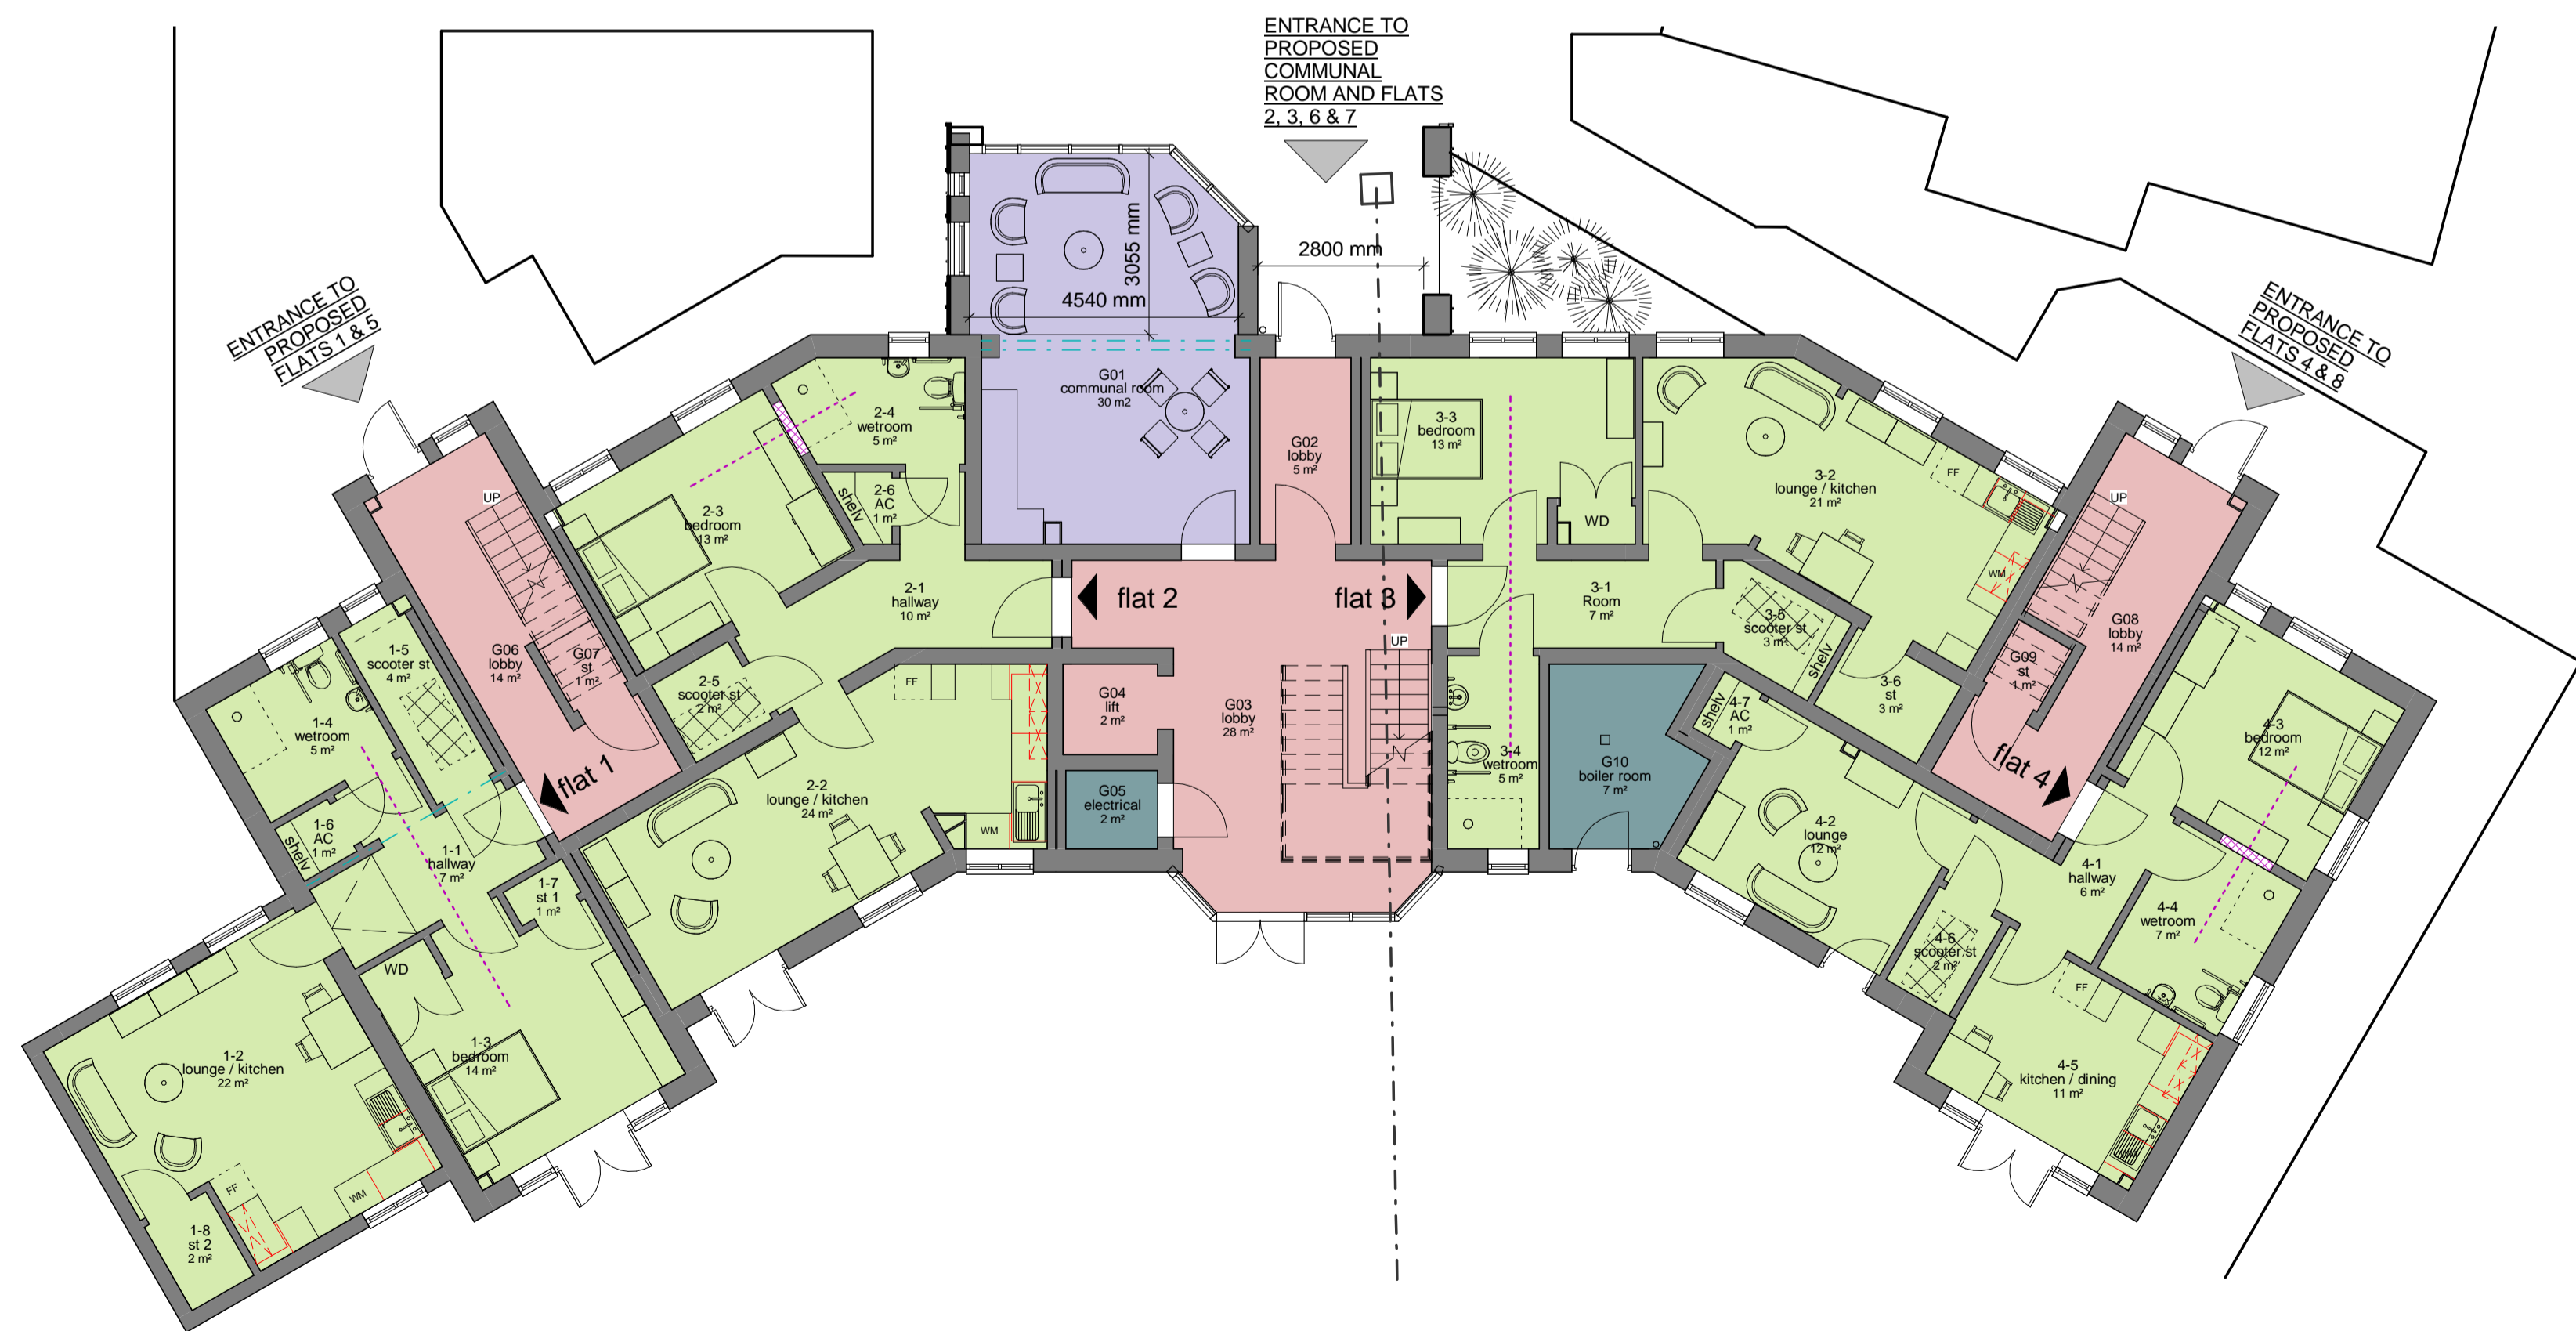 ENTRANCE TO
PROPOSED
COMMUNAL
ROOM AND FLATS
2, 3, 6 & 7
ENTRANCE TO
PROPOSED
FLATS 1 & 5
ENTRANCE TO
PROPOSED
FLATS 4 & 8
3055 mm
4540 mm
2800 mm
G01
communal room
30 m2
G02
lobby
5 m²
G03
lobby
28 m²
UP
G04
lift
2 m²
G05
electrical
2 m²
G06
lobby
14 m²
UP
G07
st
1 m²
G08
lobby
14 m²
UP
G09
st
1 m²
G10
boiler room
7 m²
flat 1
flat 2
flat 3
flat 4
1-1
hallway
7 m²
1-2
lounge / kitchen
22 m²
FF
WM
1-3
bedroom
14 m²
WD
1-4
wetroom
5 m²
1-5
scooter st
4 m²
1-6
AC
1 m²
shelv
1-7
st 1
1 m²
1-8
st 2
2 m²
2-1
hallway
10 m²
2-2
lounge / kitchen
24 m²
FF
WM
2-3
bedroom
13 m²
2-4
wetroom
5 m²
2-5
scooter st
2 m²
2-6
AC
1 m²
shelv
3-1
Room
7 m²
3-2
lounge / kitchen
21 m²
FF
WM
3-3
bedroom
13 m²
WD
3-4
wetroom
5 m²
3-5
scooter st
3 m²
shelv
3-6
st
3 m²
4-1
hallway
6 m²
4-2
lounge
12 m²
4-3
bedroom
12 m²
4-4
wetroom
7 m²
4-5
kitchen / dining
11 m²
FF
WM
4-6
scooter st
2 m²
4-7
AC
1 m²
shelv